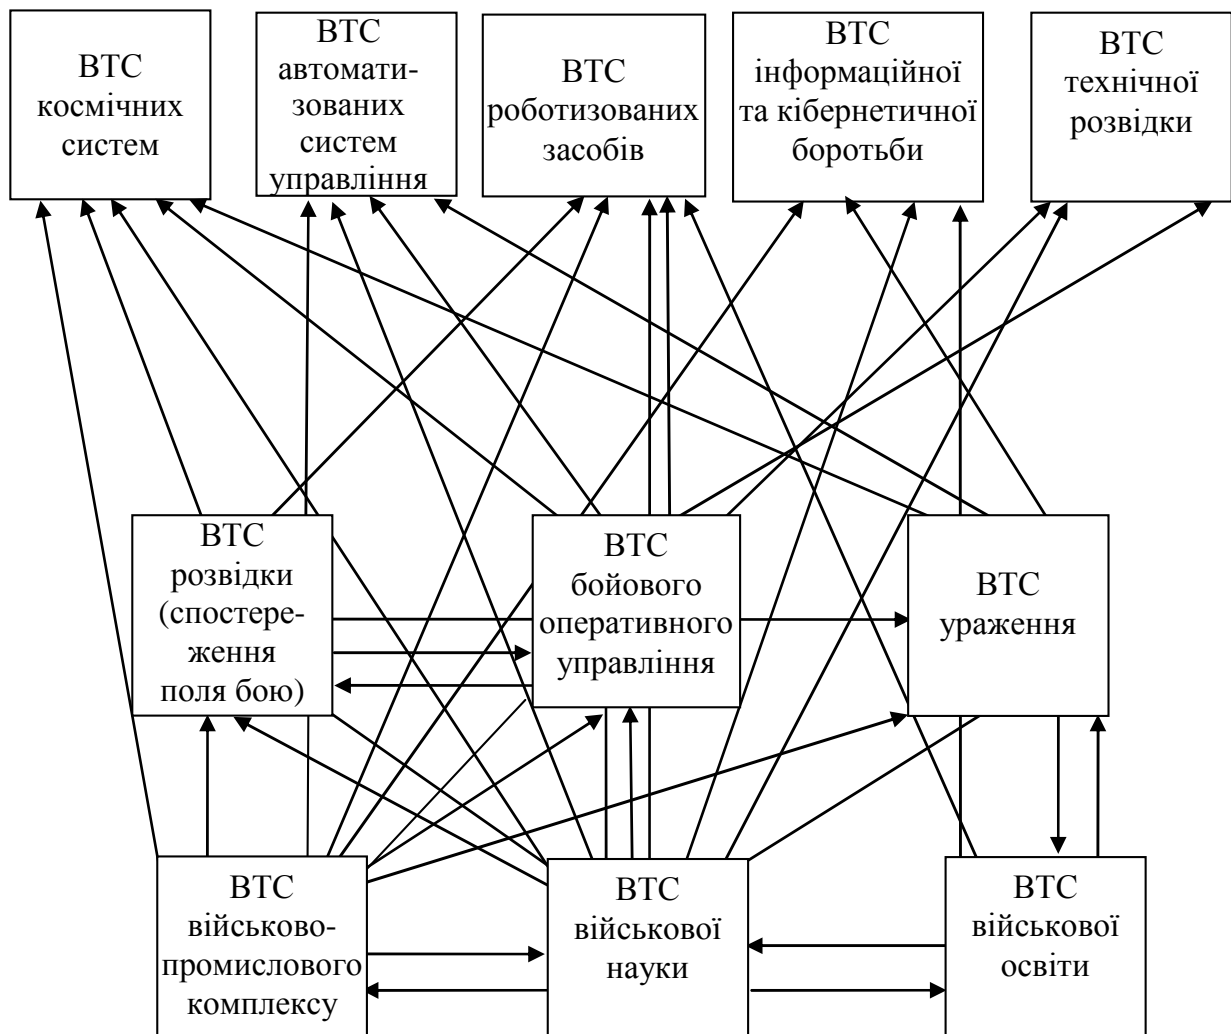 ВТС
космічних
систем
ВТС
автомати-
зованих
систем
управління
ВТС
роботизованих
засобів
ВТС
інформаційної
та кібернетичної
боротьби
ВТС
технічної
розвідки
ВТС
розвідки
(спостере-
ження
поля бою)
ВТС
бойового
оперативного
управління
ВТС
ураження
ВТС
військово-
промислового
комплексу
ВТС
військової
науки
ВТС
військової
освіти